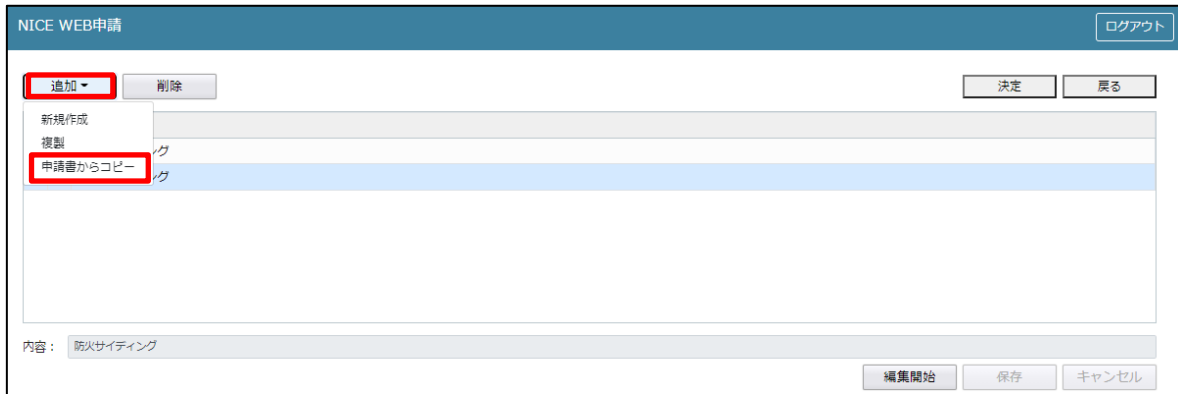 NICE WEB申請
ログアウト
追加
削除
決定
戻る
新規作成
複製
ング
申請書からコピー
ング
内容：
防火サイディング
編集開始
保存
キャンセル